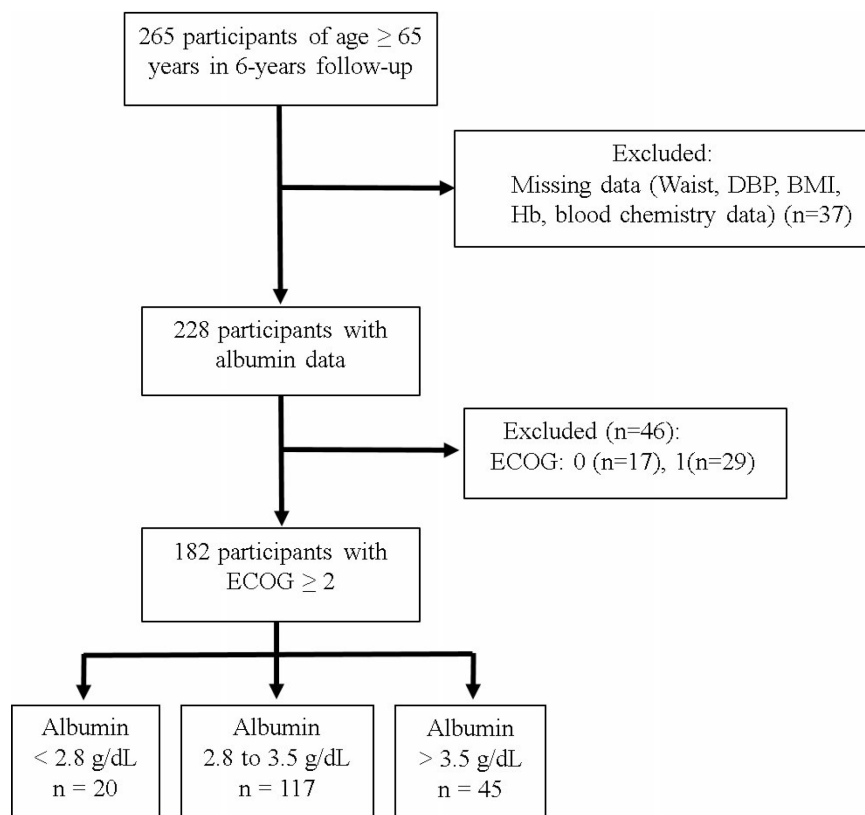 265 participants of age ≥ 65
years in 6-years follow-up
Excluded:
Missing data (Waist, DBP, BMI,
Hb, blood chemistry data) (n=37)
228 participants with
albumin data
Excluded (n=46):
ECOG: 0 (n=17), 1(n=29)
182 participants with
ECOG ≥ 2
Albumin
< 2.8 g/dL
n = 20
Albumin
2.8 to 3.5 g/dL
n = 117
Albumin
> 3.5 g/dL
n = 45